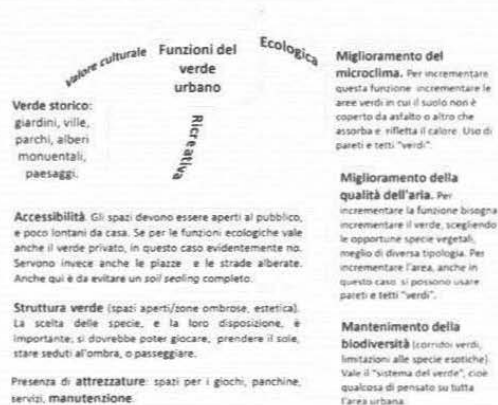 Funzioni del
verde
urbano
Valore culturale
Verde storico:
giardini, ville,
parchi, alberi
monuentali,
paesaggi.
Ricreativa
Accessibilità. Gli spazi devono essere aperti al pubblico,
e poco lontani da casa. Se per le funzioni ecologiche vale
anche il verde privato, in questo caso evidentemente no.
Servono invece anche le piazze e le strade alberate.
Anche qui è da evitare un soil sealing completo.
Struttura verde (spazi aperti/zone ombrose, estetica).
La scelta delle specie, e la loro disposizione, è
importante, si dovrebbe poter giocare, prendere il sole,
stare seduti all'ombra, o passeggiare.
Presenza di attrezzature: spazi per i giochi, panchine,
servizi, manutenzione.
Ecologica
Miglioramento del
microclima. Per incrementare
questa funzione incrementare le
aree verdi in cui il suolo non è
coperto da asfalto o altro che
assorba e rifletta il calore. Uso di
pareti e tetti "verdi".
Miglioramento della
qualità dell'aria. Per
incrementare la funzione bisogna
incrementare il verde, scegliendo
le opportune specie vegetali,
meglio di diversa tipologia. Per
incrementare l'area, anche in
questo caso si possono usare
pareti e tetti "verdi".
Mantenimento della
biodiversità (corridoi verdi,
limitazioni alle specie esotiche).
Vale il "sistema del verde", cioè
qualcosa di pensato su tutta
l'area urbana.